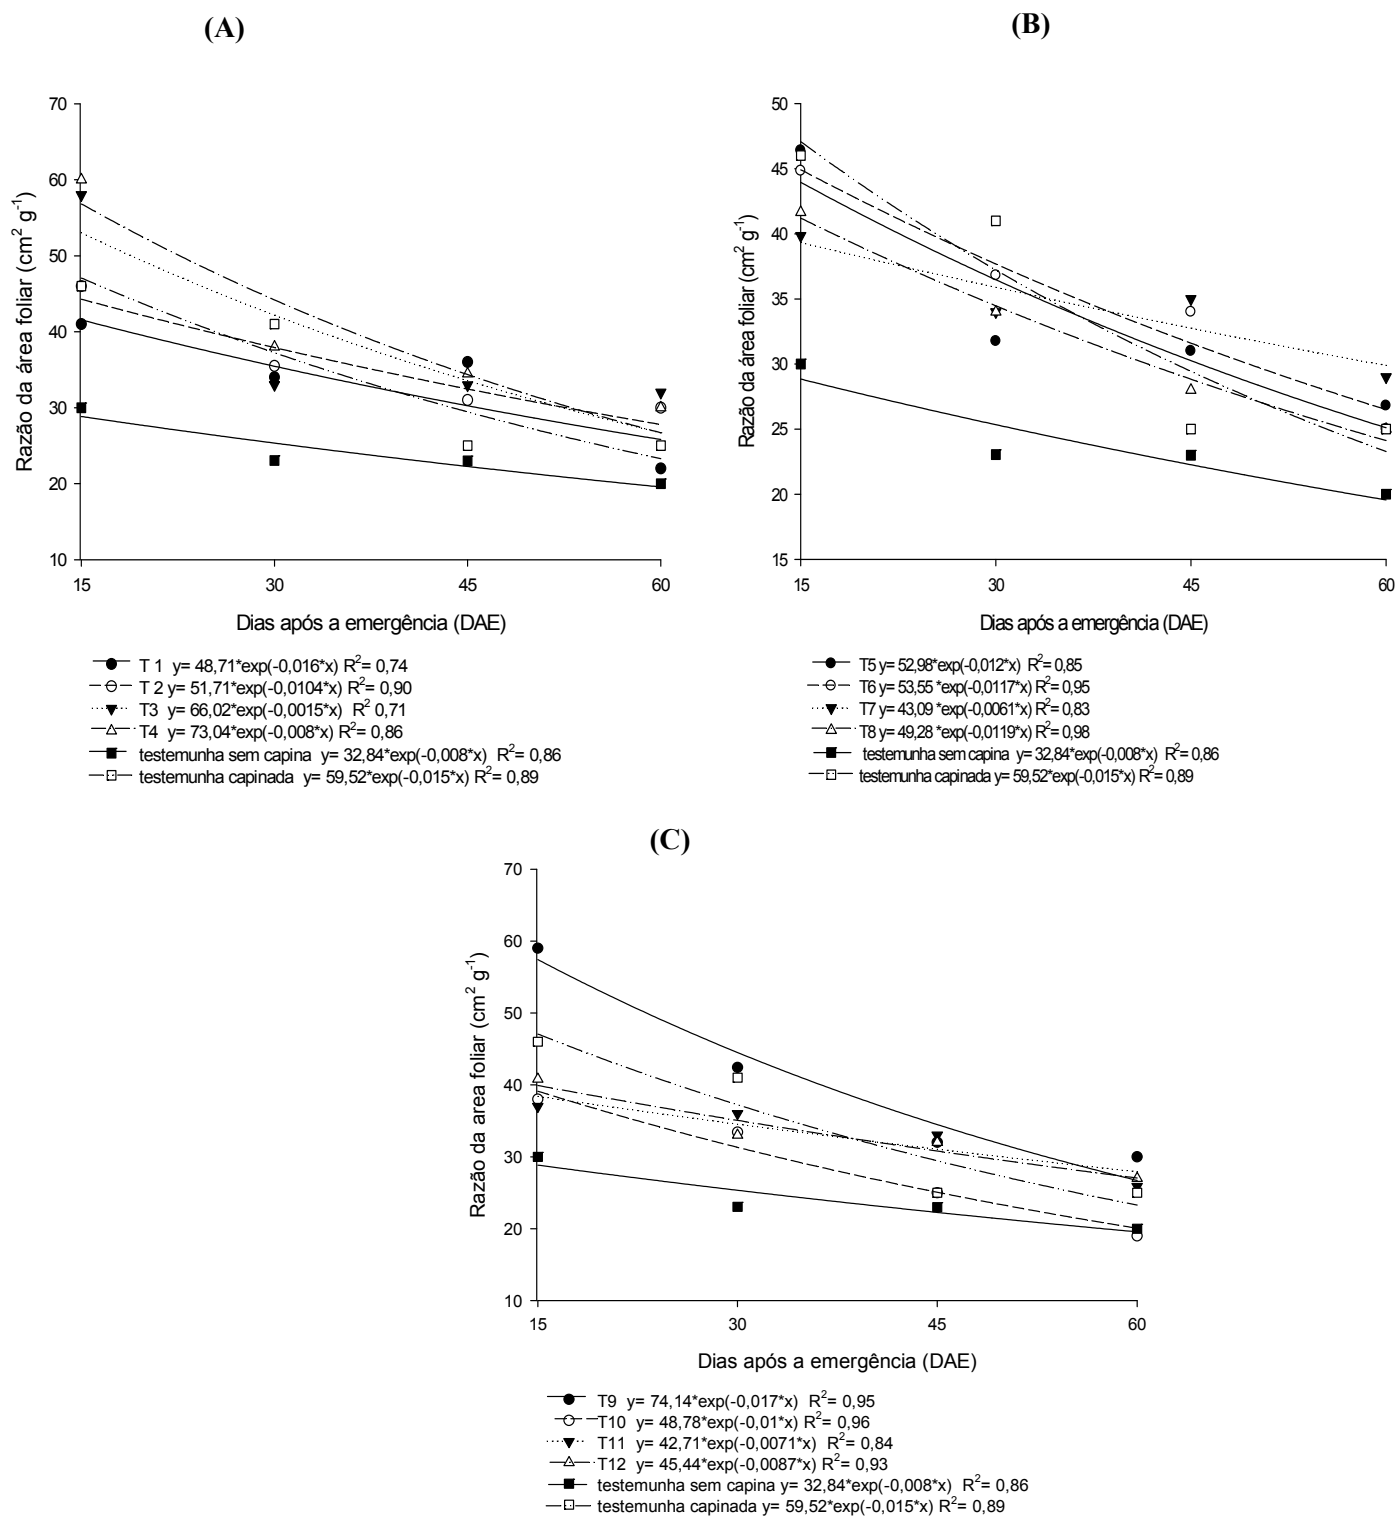 (A)
70
60
50
40
30
20
10
Razão da área foliar (cm² g⁻¹)
15 30 45 60
Dias após a emergência (DAE)
T 1 y= 48,71*exp(-0,016*x) R²= 0,74
T 2 y= 51,71*exp(-0,0104*x) R²= 0,90
T3 y= 66,02*exp(-0,0015*x) R² 0,71
T4 y= 73,04*exp(-0,008*x) R²= 0,86
testemunha sem capina y= 32,84*exp(-0,008*x) R²= 0,86
testemunha capinada y= 59,52*exp(-0,015*x) R²= 0,89
(B)
50
45
40
35
30
25
20
15
Razão da área foliar (cm² g⁻¹)
15 30 45 60
Dias após a emergência (DAE)
T5 y= 52,98*exp(-0,012*x) R²= 0,85
T6 y= 53,55 *exp(-0,0117*x) R²= 0,95
T7 y= 43,09 *exp(-0,0061*x) R²= 0,83
T8 y= 49,28 *exp(-0,0119*x) R²= 0,98
testemunha sem capina y= 32,84*exp(-0,008*x) R²= 0,86
testemunha capinada y= 59,52*exp(-0,015*x) R²= 0,89
(C)
70
60
50
40
30
20
10
Razão da area foliar (cm² g⁻¹)
15 30 45 60
Dias após a emergência (DAE)
T9 y= 74,14*exp(-0,017*x) R²= 0,95
T10 y= 48,78*exp(-0,01*x) R²= 0,96
T11 y= 42,71*exp(-0,0071*x) R²= 0,84
T12 y= 45,44*exp(-0,0087*x) R²= 0,93
testemunha sem capina y= 32,84*exp(-0,008*x) R²= 0,86
testemunha capinada y= 59,52*exp(-0,015*x) R²= 0,89